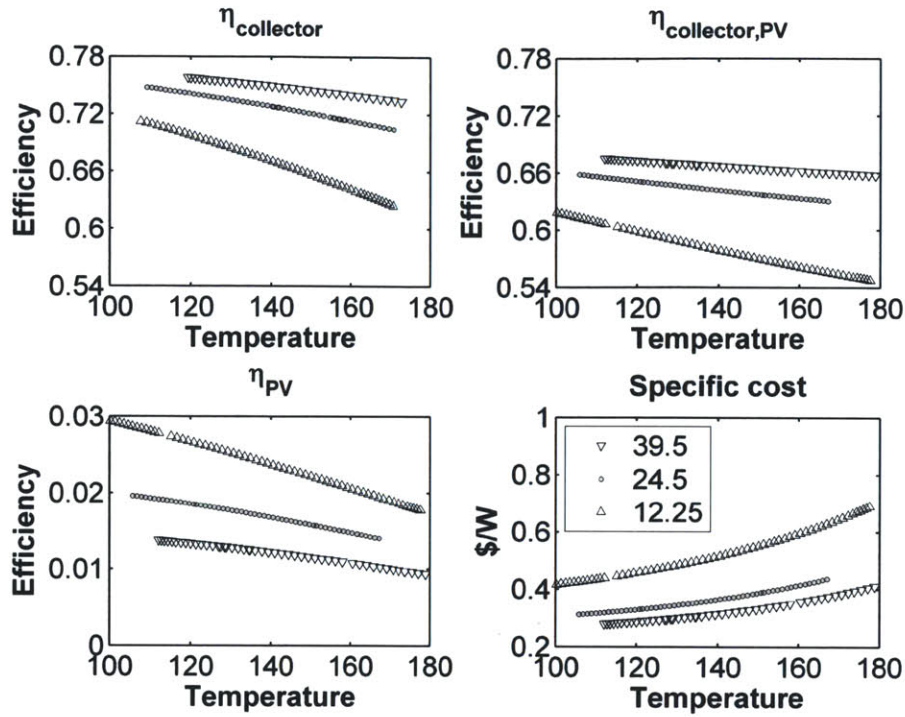 ηcollector
0.78
0.72
0.66
0.6
0.54
Efficiency
100 120 140 160 180
Temperature
ηcollector,PV
0.78
0.72
0.66
0.6
0.54
Efficiency
100 120 140 160 180
Temperature
ηPV
0.03
0.02
0.01
0
Efficiency
100 120 140 160 180
Temperature
Specific cost
1
0.8
0.6
0.4
0.2
$/W
39.5
24.5
12.25
100 120 140 160 180
Temperature